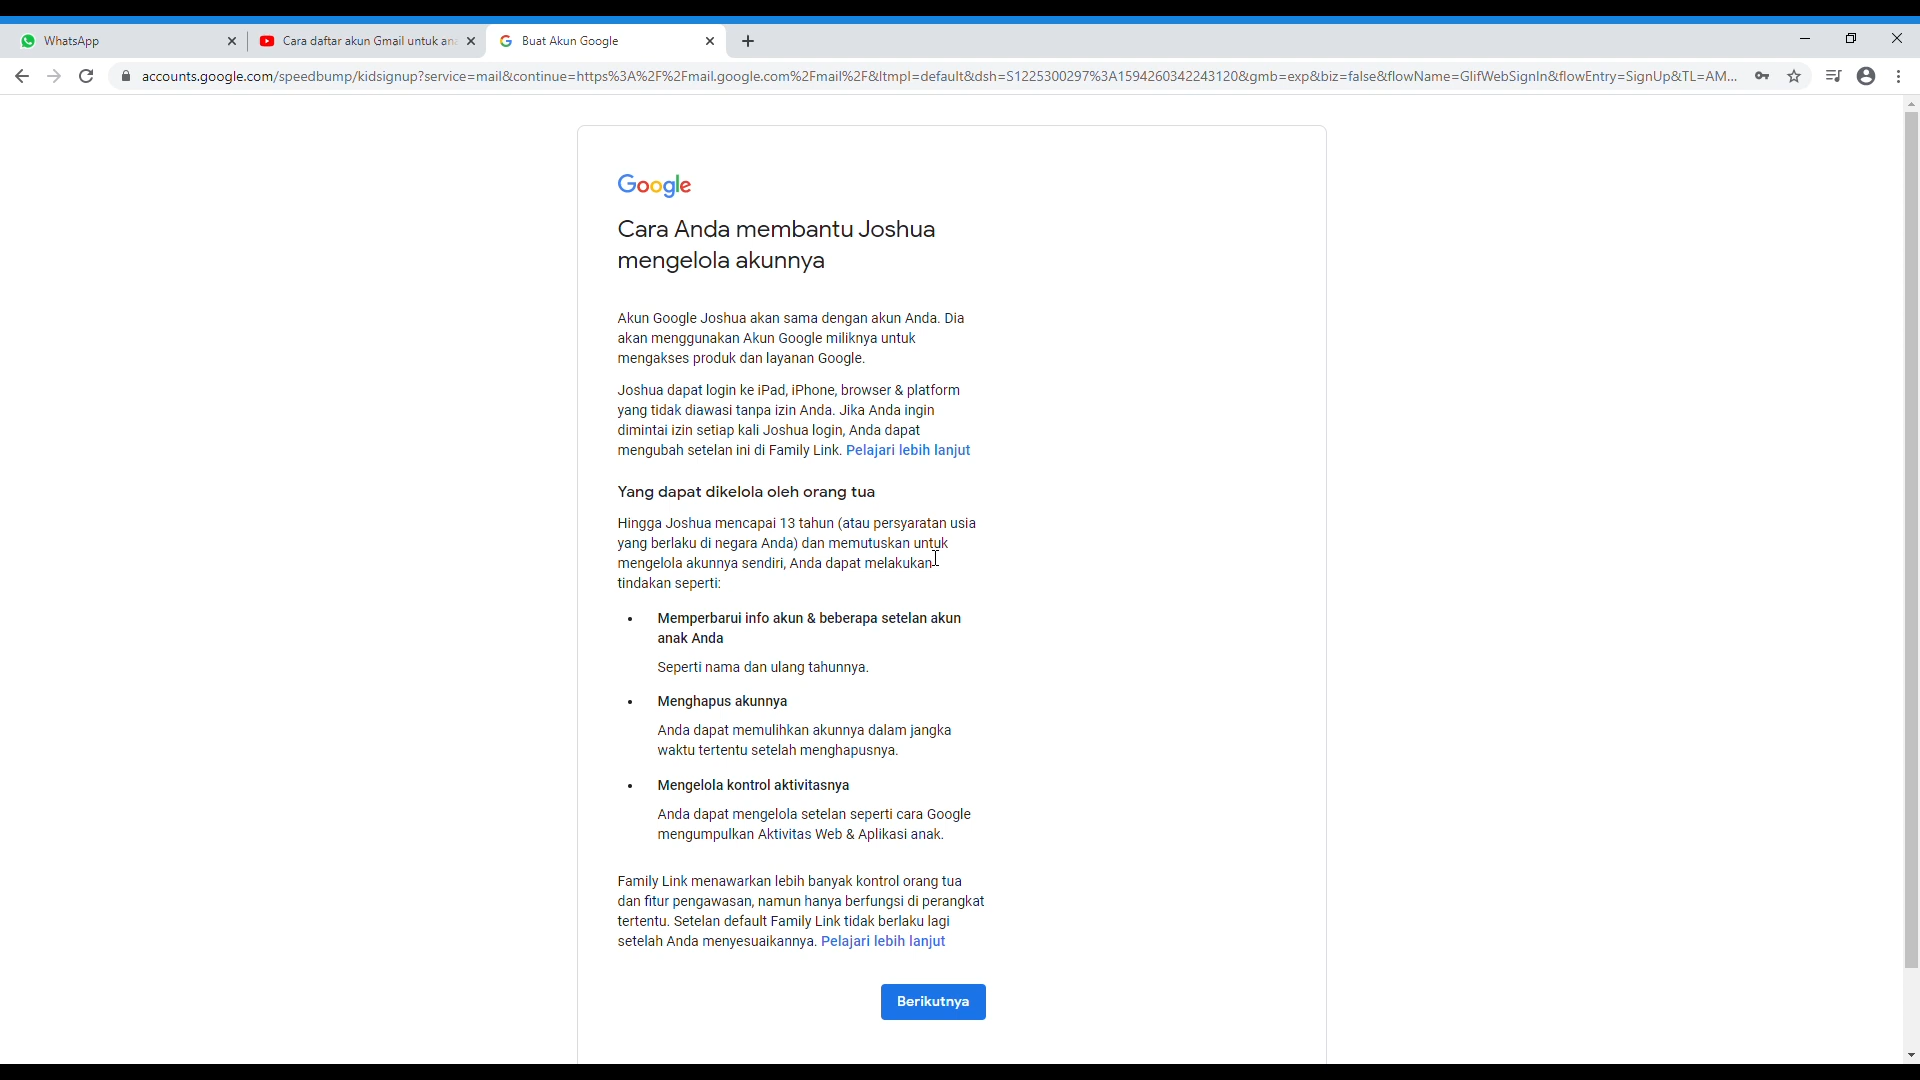 WhatsApp
Cara daftar akun Gmail untuk ana
Buat Akun Google
accounts.google.com/speedbump/kidsignup?service=mail&continue=https%3A%2F%2Fmail.google.com%2Fmail%2F&ltmpl=default&dsh=S1225300297%3A1594260342243120&gmb=exp&biz=false&flowName=GlifWebSignIn&flowEntry=SignUp&TL=AM...
Google
Cara Anda membantu Joshua
mengelola akunnya
Akun Google Joshua akan sama dengan akun Anda. Dia
akan menggunakan Akun Google miliknya untuk
mengakses produk dan layanan Google.
Joshua dapat login ke iPad, iPhone, browser & platform
yang tidak diawasi tanpa izin Anda. Jika Anda ingin
dimintai izin setiap kali Joshua login, Anda dapat
mengubah setelan ini di Family Link. Pelajari lebih lanjut
Yang dapat dikelola oleh orang tua
Hingga Joshua mencapai 13 tahun (atau persyaratan usia
yang berlaku di negara Anda) dan memutuskan untuk
mengelola akunnya sendiri, Anda dapat melakukan
tindakan seperti:
• Memperbarui info akun & beberapa setelan akun
anak Anda
Seperti nama dan ulang tahunnya.
• Menghapus akunnya
Anda dapat memulihkan akunnya dalam jangka
waktu tertentu setelah menghapusnya.
• Mengelola kontrol aktivitasnya
Anda dapat mengelola setelan seperti cara Google
mengumpulkan Aktivitas Web & Aplikasi anak.
Family Link menawarkan lebih banyak kontrol orang tua
dan fitur pengawasan, namun hanya berfungsi di perangkat
tertentu. Setelan default Family Link tidak berlaku lagi
setelah Anda menyesuaikannya. Pelajari lebih lanjut
Berikutnya